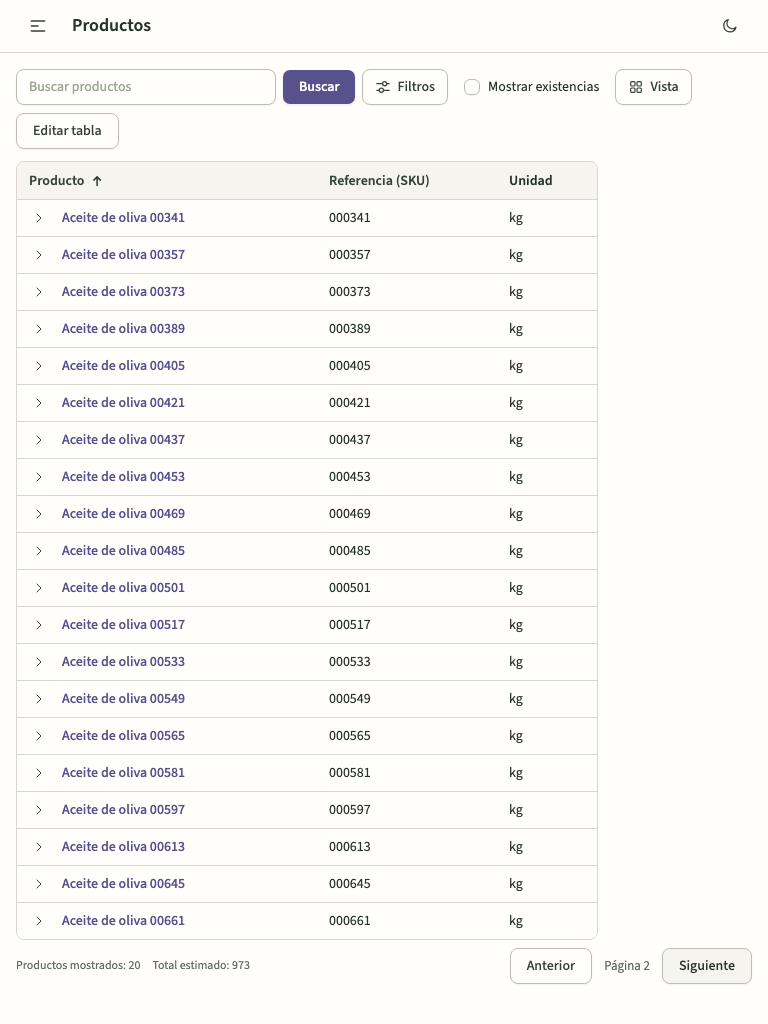 Productos
Buscar productos
Buscar
Filtros
Mostrar existencias
Vista
Editar tabla
Producto Referencia (SKU) Unidad
Aceite de oliva 00341 000341 kg
Aceite de oliva 00357 000357 kg
Aceite de oliva 00373 000373 kg
Aceite de oliva 00389 000389 kg
Aceite de oliva 00405 000405 kg
Aceite de oliva 00421 000421 kg
Aceite de oliva 00437 000437 kg
Aceite de oliva 00453 000453 kg
Aceite de oliva 00469 000469 kg
Aceite de oliva 00485 000485 kg
Aceite de oliva 00501 000501 kg
Aceite de oliva 00517 000517 kg
Aceite de oliva 00533 000533 kg
Aceite de oliva 00549 000549 kg
Aceite de oliva 00565 000565 kg
Aceite de oliva 00581 000581 kg
Aceite de oliva 00597 000597 kg
Aceite de oliva 00613 000613 kg
Aceite de oliva 00645 000645 kg
Aceite de oliva 00661 000661 kg
Productos mostrados: 20 Total estimado: 973
Anterior
Página 2
Siguiente